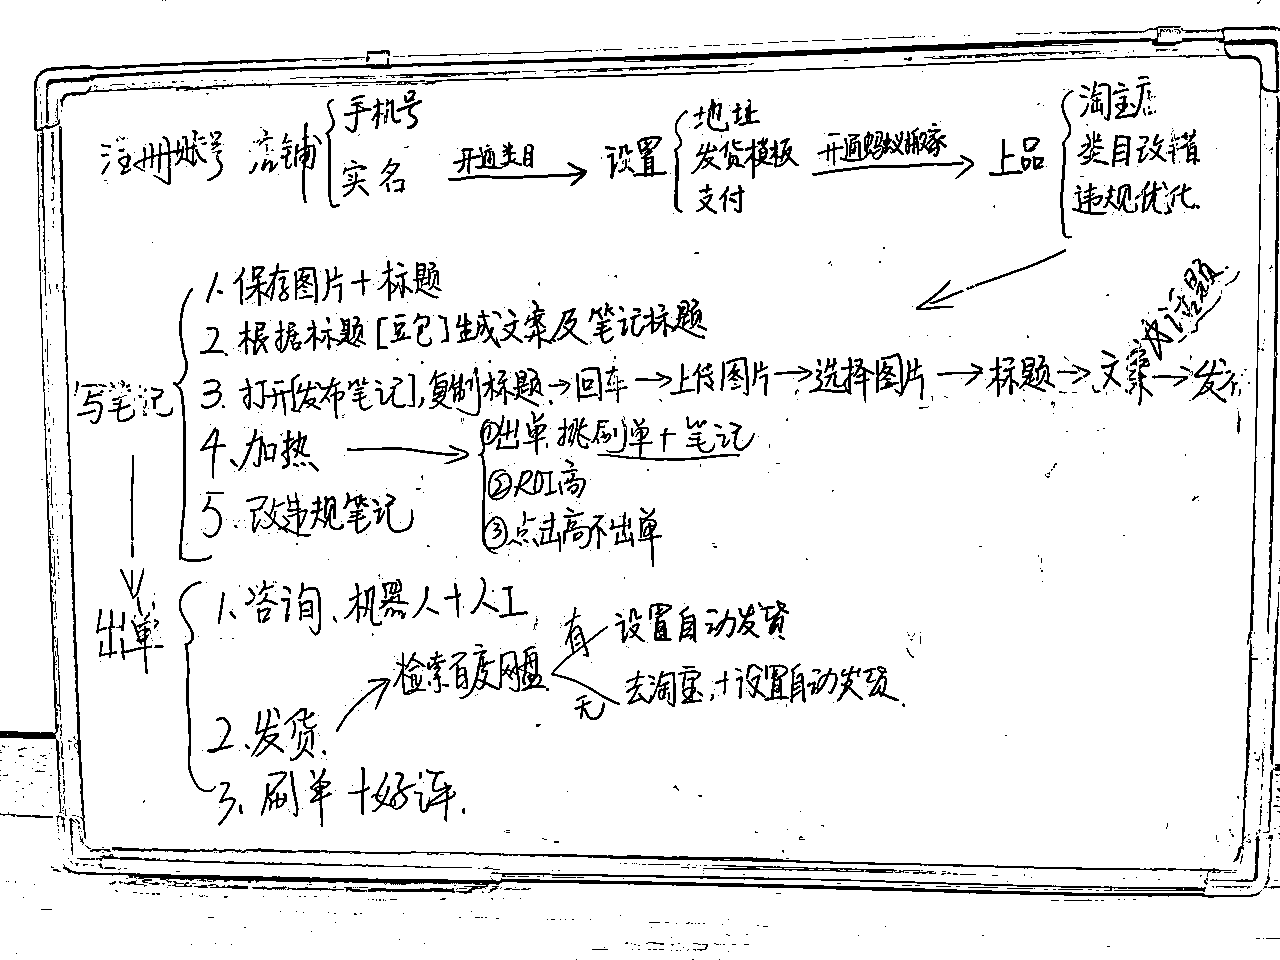 注册账号 店铺 手机号 实名 开通类目 设置 地址 发货模板 支付 开通蚂蚁搬家 上品 淘宝店 类目改错 违规优化
写笔记
1. 保存图片+标题
2. 根据标题[豆包]生成文案及笔记标题
3. 打开[发布笔记],复制标题→回车→上传图片→选择图片→标题→文案 话题→发
4、加热→①出单 挑刷单+笔记
②ROI高
③点击高不出单
5. 改违规笔记
出单
1、咨询、机器人+人工
2、发货 检索百度网盘 有 设置自动发货
无 去淘宝,+设置自动发货
3、刷单+好评.